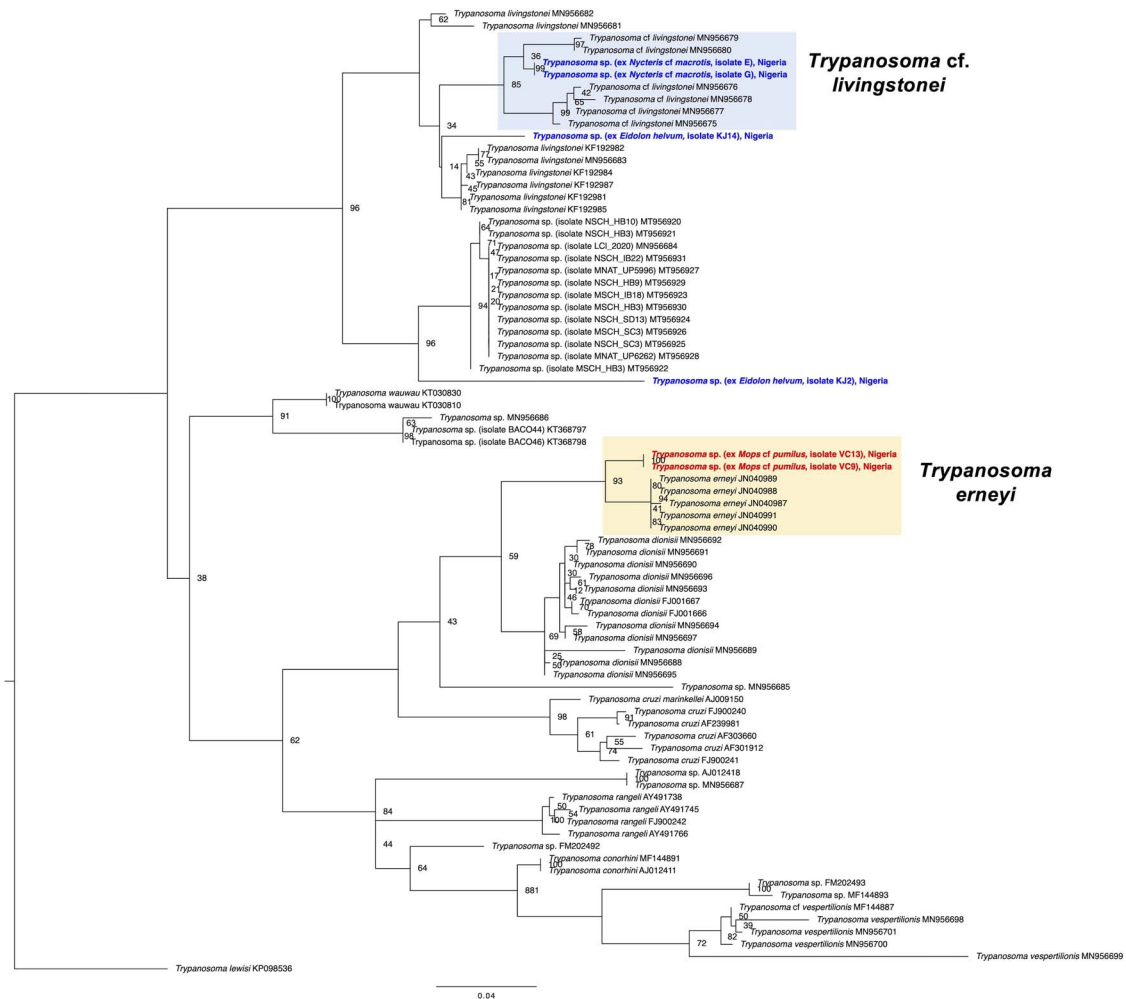 Trypanosoma livingstonei MN956682
62
Trypanosoma livingstonei MN956681
Trypanosoma cf livingstonei MN956679
97
Trypanosoma cf livingstonei MN956680
36
Trypanosoma sp. (ex Nycteris cf macrotis, isolate E), Nigeria
99
Trypanosoma sp. (ex Nycteris cf macrotis, isolate G), Nigeria
85
Trypanosoma cf livingstonei MN956676
42
Trypanosoma cf livingstonei MN956678
65
Trypanosoma cf livingstonei MN956677
99
Trypanosoma cf livingstonei MN956675
Trypanosoma cf.
livingstonei
34
Trypanosoma sp. (ex Eidolon helvum, isolate KJ14), Nigeria
Trypanosoma livingstonei KF192982
77
Trypanosoma livingstonei MN956683
55
14
Trypanosoma livingstonei KF192984
43
Trypanosoma livingstonei KF192987
45
Trypanosoma livingstonei KF192981
81
Trypanosoma livingstonei KF192985
96
Trypanosoma sp. (isolate NSCH_HB10) MT956920
64
Trypanosoma sp. (isolate NSCH_HB3) MT956921
71
Trypanosoma sp. (isolate LCI_2020) MN956684
47
Trypanosoma sp. (isolate NSCH_IB22) MT956931
Trypanosoma sp. (isolate MNAT_UP5996) MT956927
17
Trypanosoma sp. (isolate NSCH_HB9) MT956929
21
Trypanosoma sp. (isolate MSCH_IB18) MT956923
20
94
Trypanosoma sp. (isolate MSCH_HB3) MT956930
Trypanosoma sp. (isolate NSCH_SD13) MT956924
Trypanosoma sp. (isolate MSCH_SC3) MT956926
Trypanosoma sp. (isolate NSCH_SC3) MT956925
96
Trypanosoma sp. (isolate MNAT_UP6262) MT956928
Trypanosoma sp. (isolate MSCH_HB3) MT956922
Trypanosoma sp. (ex Eidolon helvum, isolate KJ2), Nigeria
Trypanosoma wauwau KT030830
100
Trypanosoma wauwau KT030810
91
Trypanosoma sp. MN956686
63
Trypanosoma sp. (isolate BACO44) KT368797
98
Trypanosoma sp. (isolate BACO46) KT368798
Trypanosoma sp. (ex Mops cf pumilus, isolate VC13), Nigeria
100
Trypanosoma sp. (ex Mops cf pumilus, isolate VC9), Nigeria
93
Trypanosoma erneyi JN040989
80
Trypanosoma erneyi JN040988
94
Trypanosoma erneyi JN040987
41
Trypanosoma erneyi JN040991
83
Trypanosoma erneyi JN040990
Trypanosoma
erneyi
38
59
Trypanosoma dionisii MN956692
78
Trypanosoma dionisii MN956691
30
Trypanosoma dionisii MN956690
30
Trypanosoma dionisii MN956696
61
12
Trypanosoma dionisii MN956693
46
Trypanosoma dionisii FJ001667
70
Trypanosoma dionisii FJ001666
Trypanosoma dionisii MN956694
58
69
Trypanosoma dionisii MN956697
Trypanosoma dionisii MN956689
25
Trypanosoma dionisii MN956688
50
Trypanosoma dionisii MN956695
43
Trypanosoma sp. MN956685
Trypanosoma cruzi marinkellei AJ009150
98
Trypanosoma cruzi FJ900240
91
Trypanosoma cruzi AF239981
61
Trypanosoma cruzi AF303660
55
Trypanosoma cruzi AF301912
74
Trypanosoma cruzi FJ900241
62
Trypanosoma sp. AJ012418
100
Trypanosoma sp. MN956687
84
Trypanosoma rangeli AY491738
50
Trypanosoma rangeli AY491745
54
100
Trypanosoma rangeli FJ900242
Trypanosoma rangeli AY491766
44
Trypanosoma sp. FM202492
64
Trypanosoma conorhini MF144891
100
Trypanosoma conorhini AJ012411
881
Trypanosoma sp. FM202493
100
Trypanosoma sp. MF144893
Trypanosoma cf vespertilionis MF144887
50
Trypanosoma vespertilionis MN956698
39
Trypanosoma vespertilionis MN956701
82
72
Trypanosoma vespertilionis MN956700
Trypanosoma vespertilionis MN956699
Trypanosoma lewisi KP098536
0.04